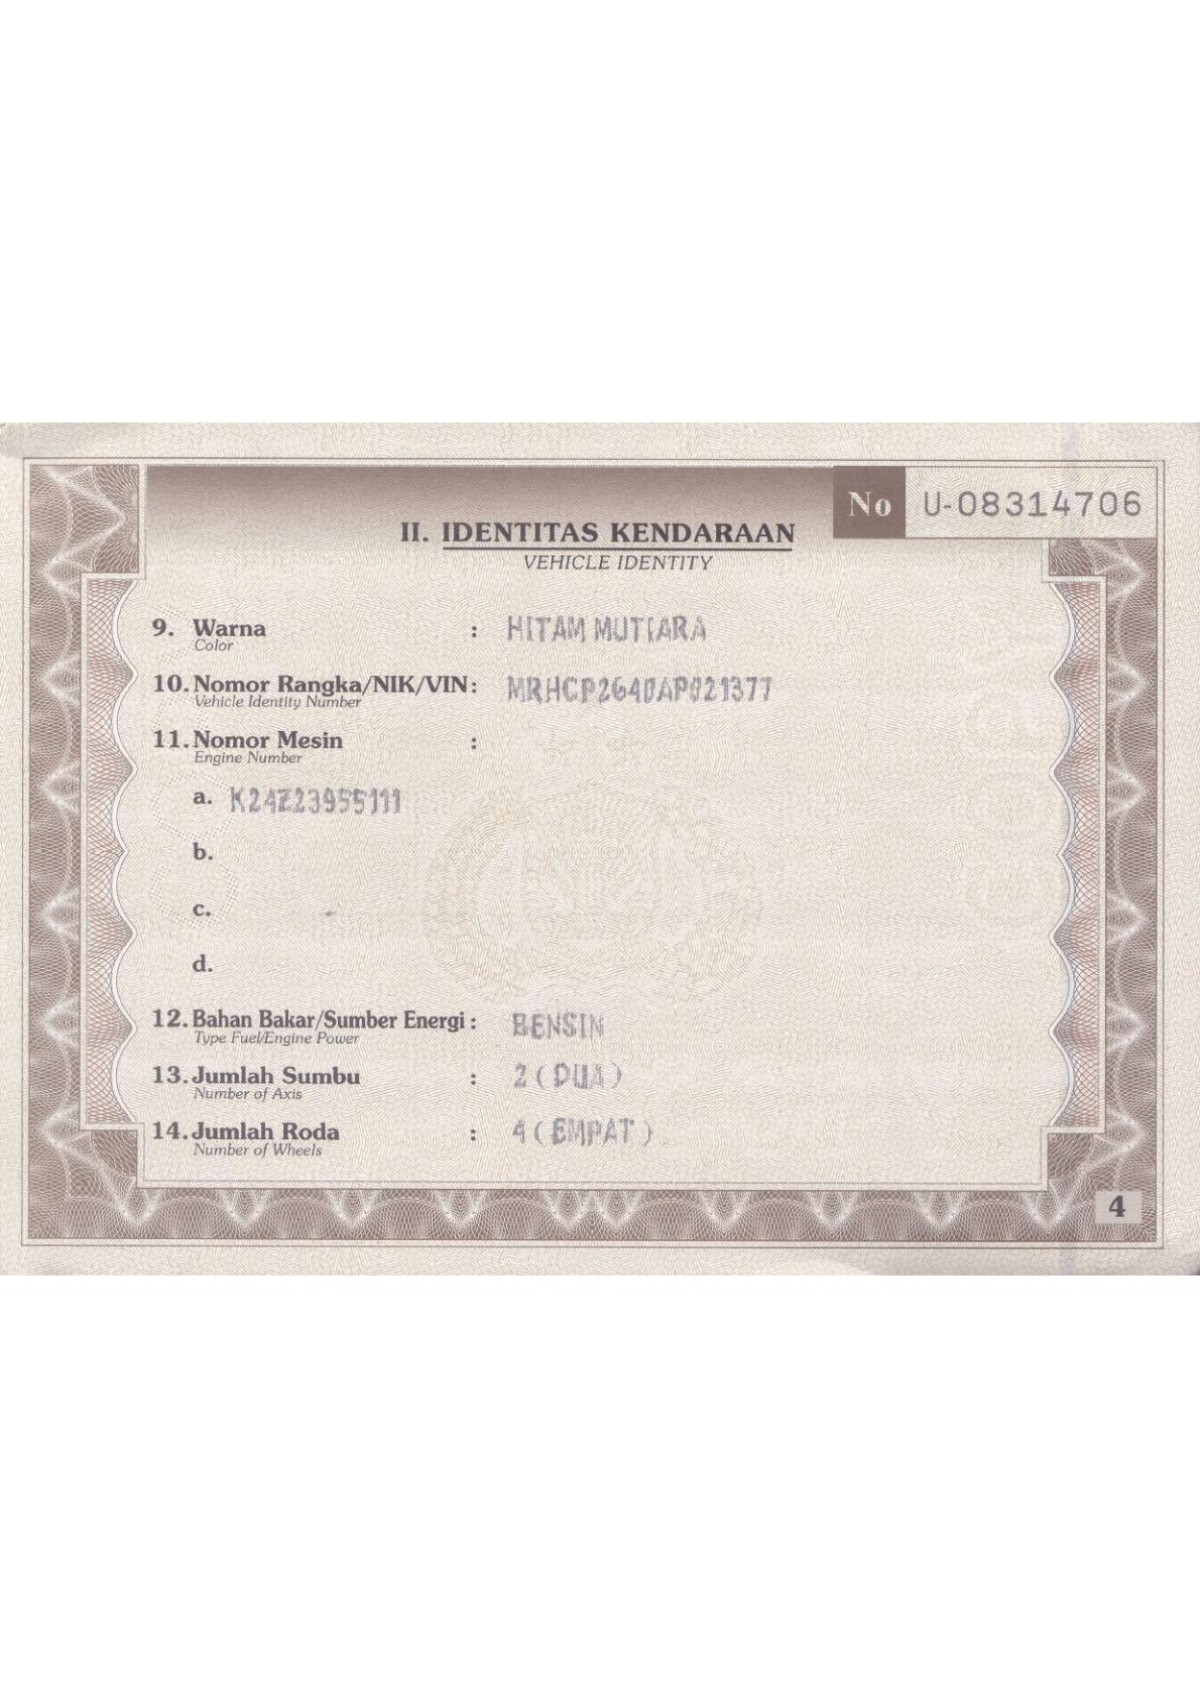 No U-08314706
II. IDENTITAS KENDARAAN
VEHICLE IDENTITY
9. Warna : HITAM MUTIARA
Color
10. Nomor Rangka/NIK/VIN : MRHCP2640AP021377
Vehicle Identity Number
11. Nomor Mesin :
Engine Number
a. K24Z23955111
b.
c.
d.
12. Bahan Bakar/Sumber Energi : BENSIN
Type Fuel/Engine Power
13. Jumlah Sumbu : 2 ( DUA )
Number of Axis
14. Jumlah Roda : 4 ( EMPAT )
Number of Wheels
4